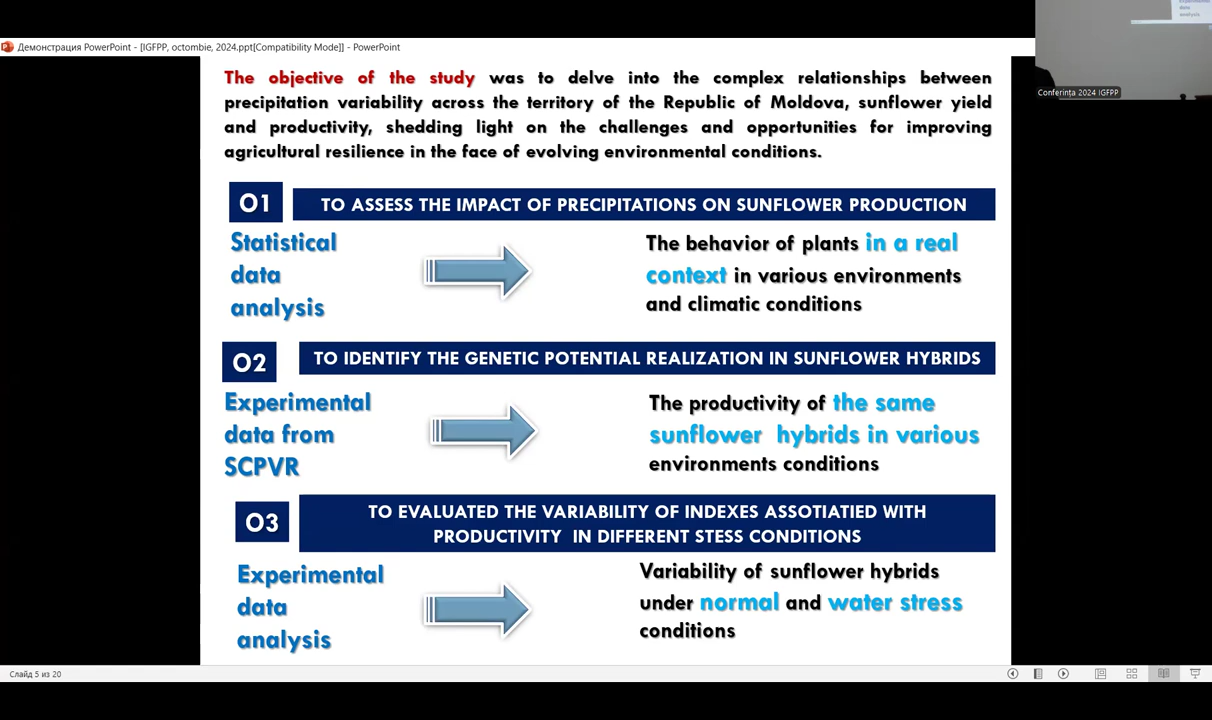 Демонстрация PowerPoint - [IGFPP, octombie, 2024.ppt[Compatibility Mode]] - PowerPoint
Experimental
data
analysis
Conferința 2024 IGFPP
The objective of the study was to delve into the complex relationships between
precipitation variability across the territory of the Republic of Moldova, sunflower yield
and productivity, shedding light on the challenges and opportunities for improving
agricultural resilience in the face of evolving environmental conditions.
O1
TO ASSESS THE IMPACT OF PRECIPITATIONS ON SUNFLOWER PRODUCTION
Statistical
data
analysis
The behavior of plants in a real
context in various environments
and climatic conditions
O2
TO IDENTIFY THE GENETIC POTENTIAL REALIZATION IN SUNFLOWER HYBRIDS
Experimental
data from
SCPVR
The productivity of the same
sunflower hybrids in various
environments conditions
O3
TO EVALUATED THE VARIABILITY OF INDEXES ASSOTIATIED WITH
PRODUCTIVITY IN DIFFERENT STESS CONDITIONS
Experimental
data
analysis
Variability of sunflower hybrids
under normal and water stress
conditions
Слайд 5 из 20